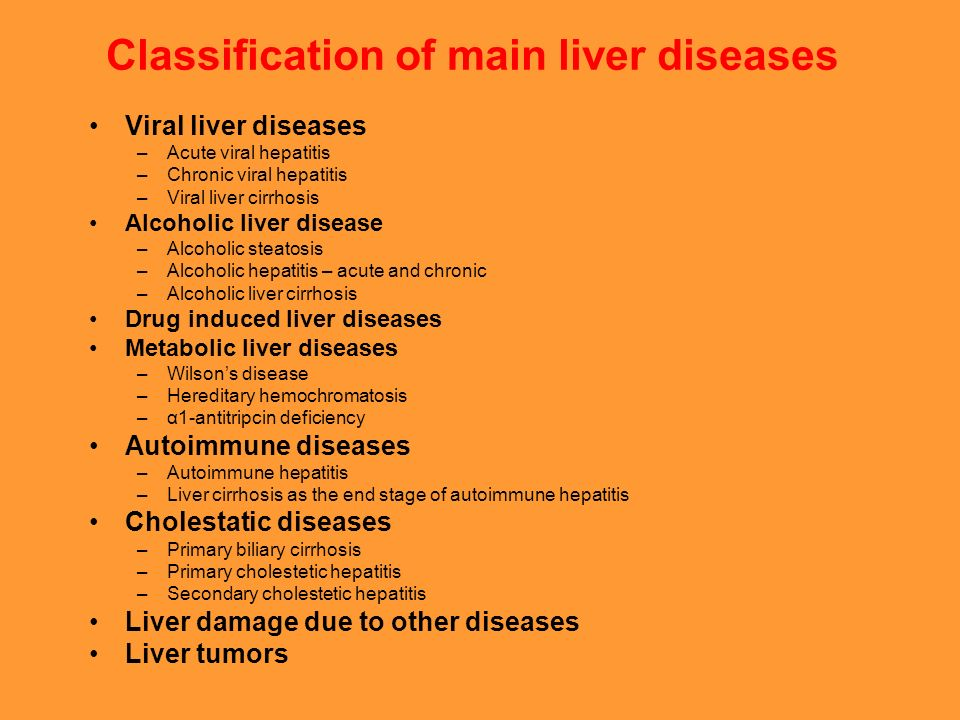 Classification of main liver diseases
• Viral liver diseases
– Acute viral hepatitis
– Chronic viral hepatitis
– Viral liver cirrhosis
• Alcoholic liver disease
– Alcoholic steatosis
– Alcoholic hepatitis – acute and chronic
– Alcoholic liver cirrhosis
• Drug induced liver diseases
• Metabolic liver diseases
– Wilson’s disease
– Hereditary hemochromatosis
– α1-antitripcin deficiency
• Autoimmune diseases
– Autoimmune hepatitis
– Liver cirrhosis as the end stage of autoimmune hepatitis
• Cholestatic diseases
– Primary biliary cirrhosis
– Primary cholestetic hepatitis
– Secondary cholestetic hepatitis
• Liver damage due to other diseases
• Liver tumors